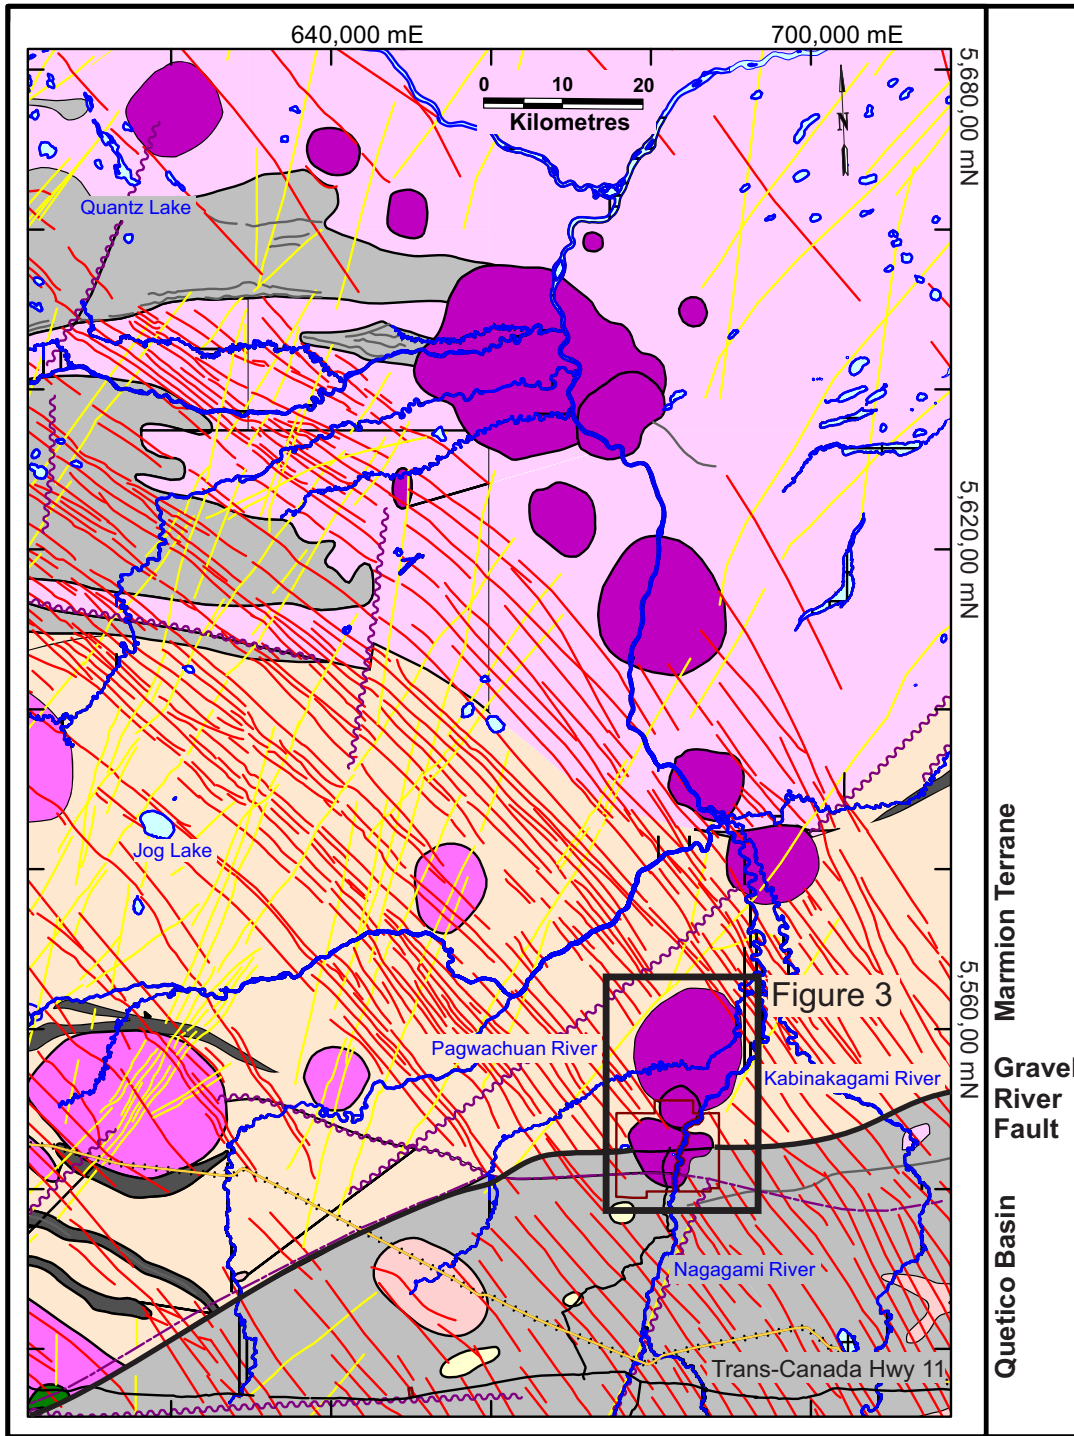 640,000 mE
700,000 mE
0 10 20
Kilometres
N
5,680,00 mN
Quantz Lake
5,620,00 mN
Jog Lake
Marmion Terrane
5,560,00 mN
Figure 3
Pagwachuan River
Kabinakagami River
Gravel
River
Fault
Quetico Basin
Nagagami River
Trans-Canada Hwy 11